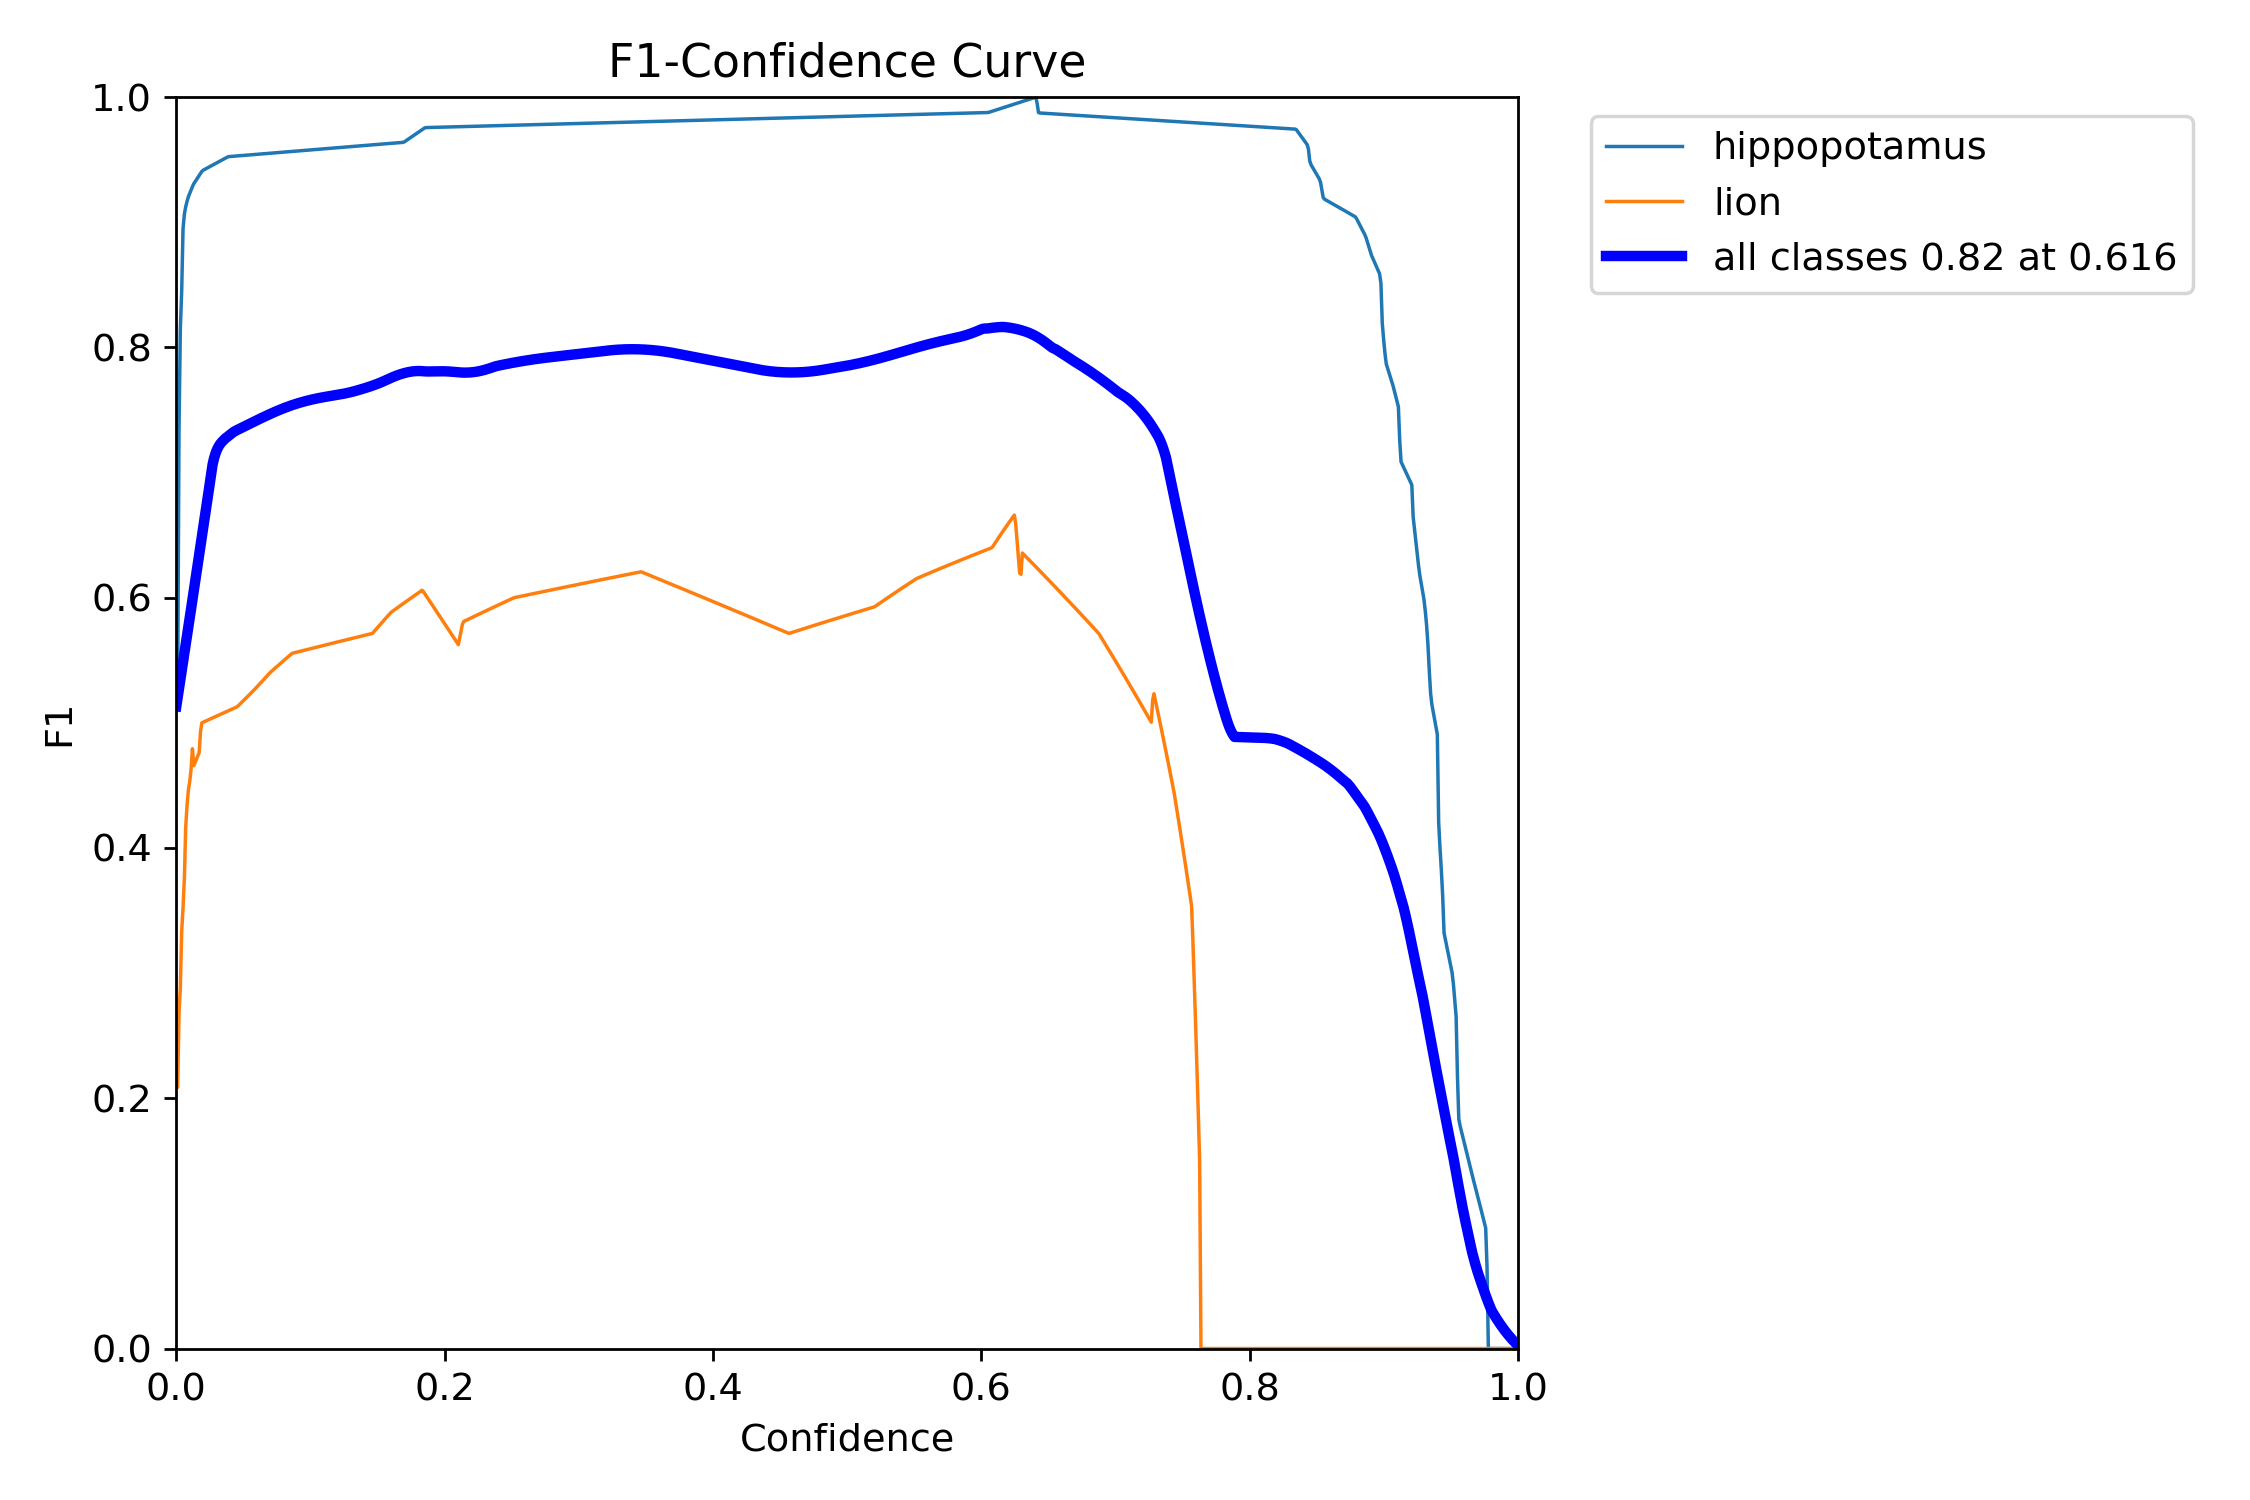 F1-Confidence Curve
hippopotamus
lion
all classes 0.82 at 0.616
F1
1.0
0.8
0.6
0.4
0.2
0.0
0.0 0.2 0.4 0.6 0.8 1.0
Confidence